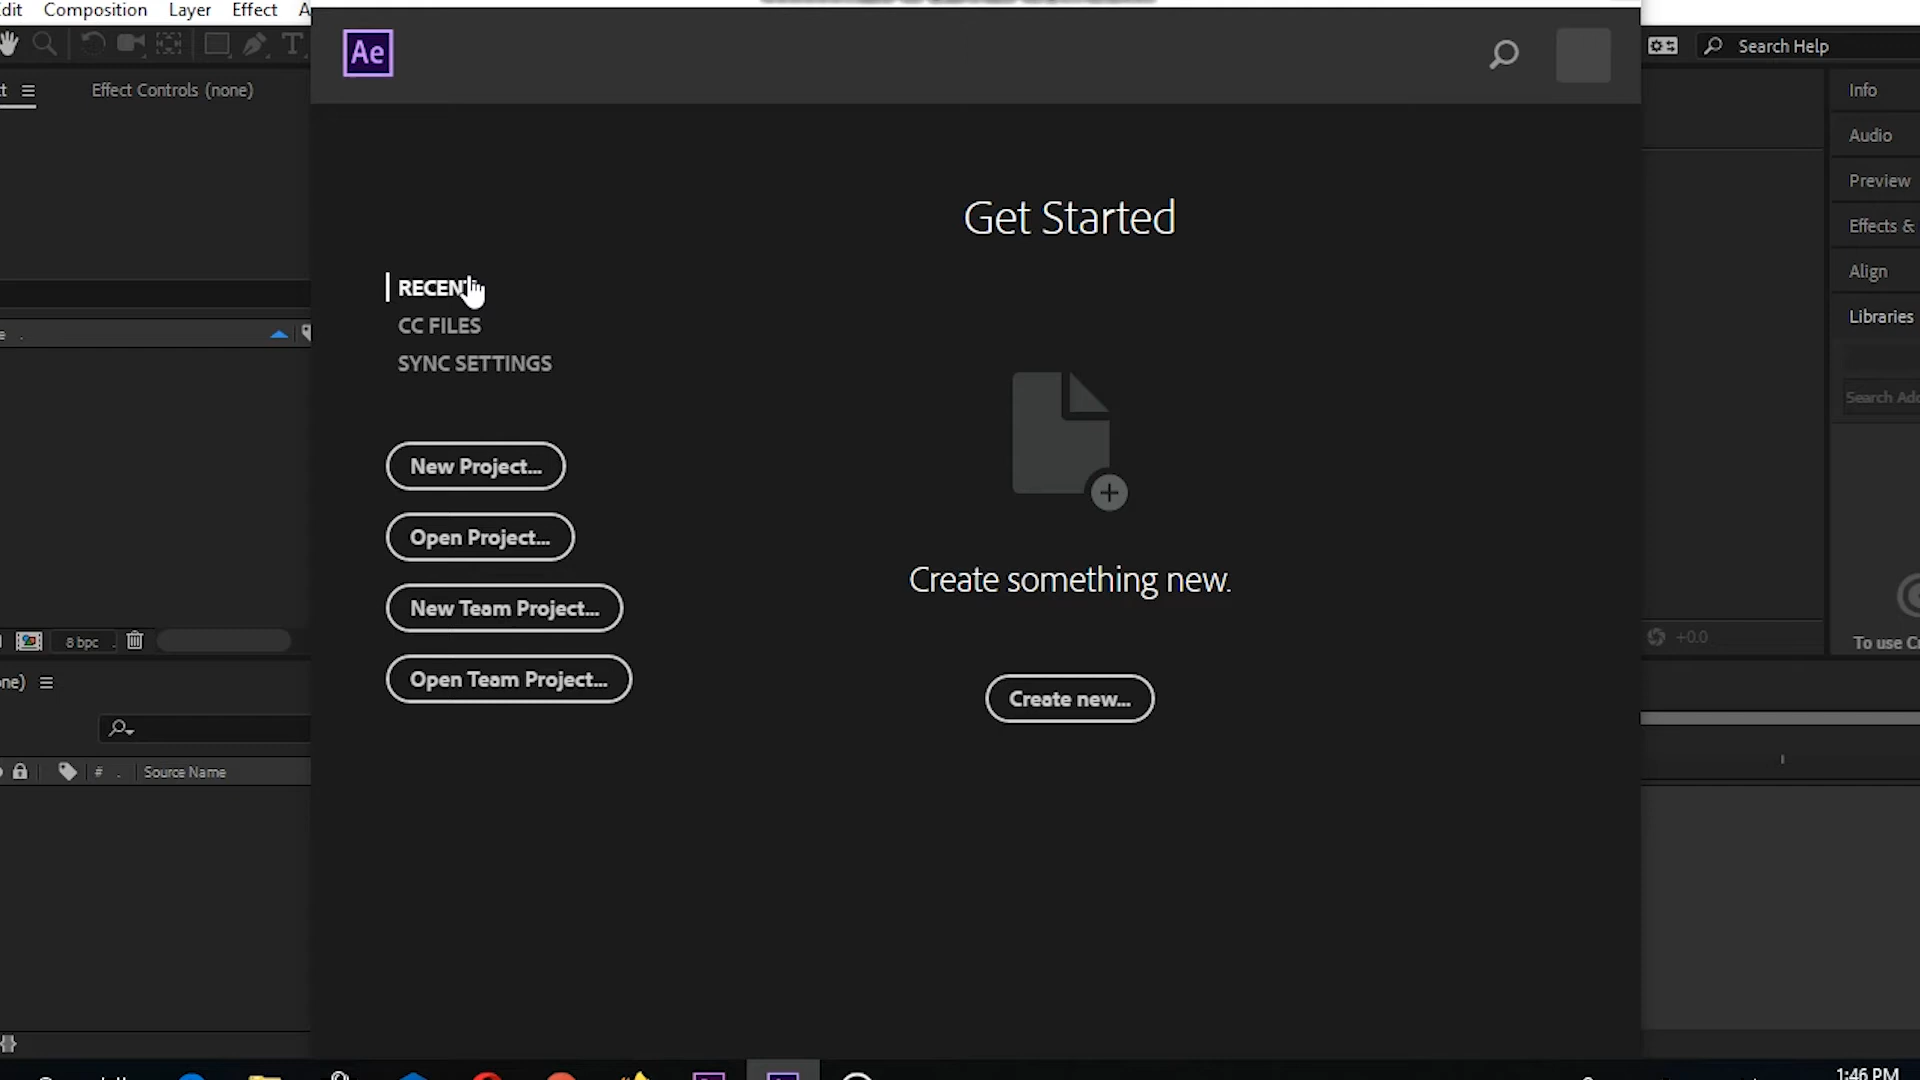 Composition Layer Effect
Ae
Search Help
Effect Controls (none)
Info
Audio
Preview
Effects &
Align
Libraries
Get Started
RECENT
CC FILES
SYNC SETTINGS
Search
New Project...
Open Project...
New Team Project...
Open Team Project...
Create something new.
Create new...
8 bpc
+0.0
To use
# . Source Name
1:46 PM